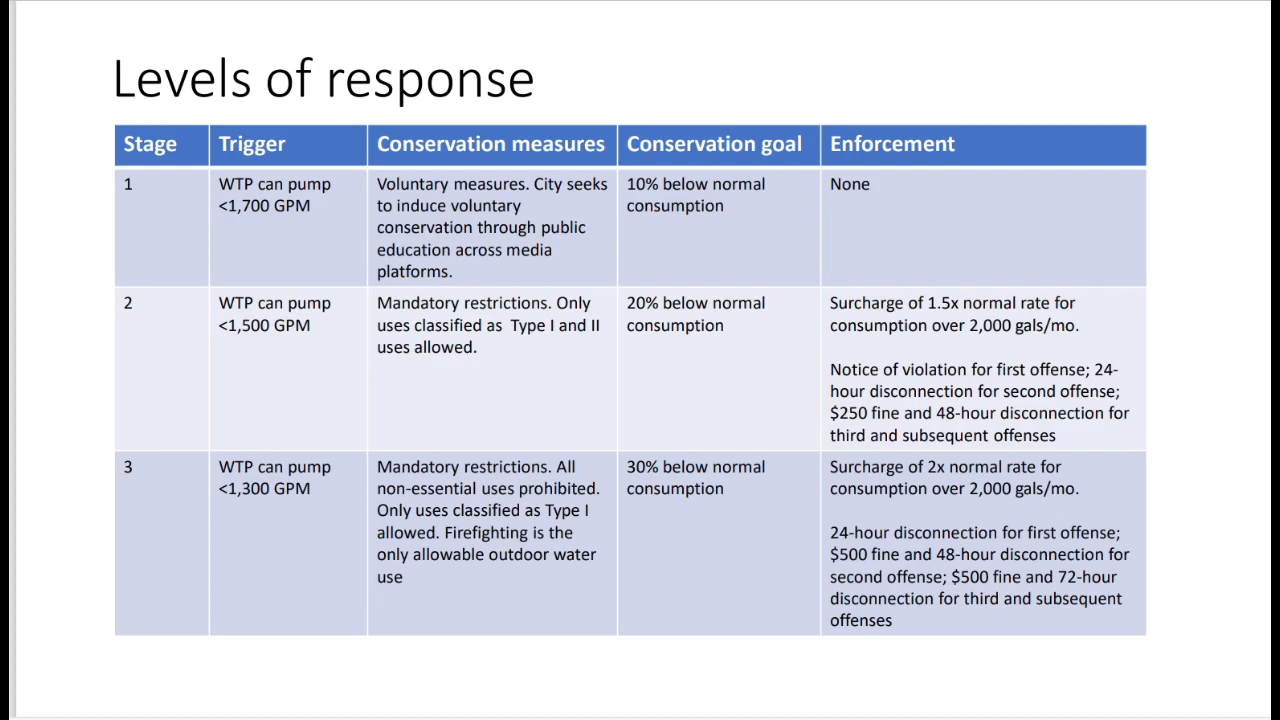 Levels of response
Stage
Trigger
Conservation measures
Conservation goal
Enforcement
1
WTP can pump
<1,700 GPM
Voluntary measures. City seeks
to induce voluntary
conservation through public
education across media
platforms.
10% below normal
consumption
None
2
WTP can pump
<1,500 GPM
Mandatory restrictions. Only
uses classified as  Type I and II
uses allowed.
20% below normal
consumption
Surcharge of 1.5x normal rate for
consumption over 2,000 gals/mo.
Notice of violation for first offense; 24-
hour disconnection for second offense;
$250 fine and 48-hour disconnection for
third and subsequent offenses
3
WTP can pump
<1,300 GPM
Mandatory restrictions. All
non-essential uses prohibited.
Only uses classified as Type I
allowed. Firefighting is the
only allowable outdoor water
use
30% below normal
consumption
Surcharge of 2x normal rate for
consumption over 2,000 gals/mo.
24-hour disconnection for first offense;
$500 fine and 48-hour disconnection for
second offense; $500 fine and 72-hour
disconnection for third and subsequent
offenses